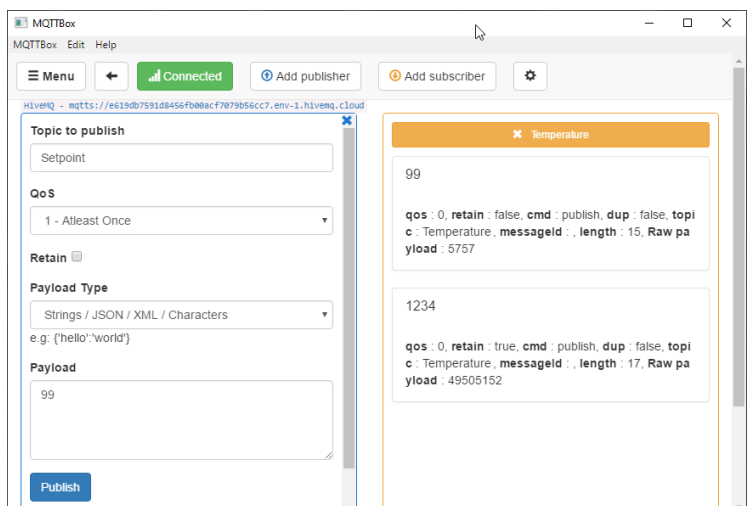 MQTTBox
MQTTBox Edit Help
Menu Connected Add publisher Add subscriber
HiveMQ - mqtts://e619db7591d8456fb00acf7079b56cc7.env-1.hivemq.cloud
Topic to publish
Setpoint
QoS
1 - Atleast Once
Retain
Payload Type
Strings / JSON / XML / Characters
e.g: {'hello':'world'}
Payload
99
Publish
Temperature
99
qos : 0, retain : false, cmd : publish, dup : false, topi
c : Temperature, messageId : , length : 15, Raw pa
yload : 5757
1234
qos : 0, retain : true, cmd : publish, dup : false, topi
c : Temperature, messageId : , length : 17, Raw pa
yload : 49505152